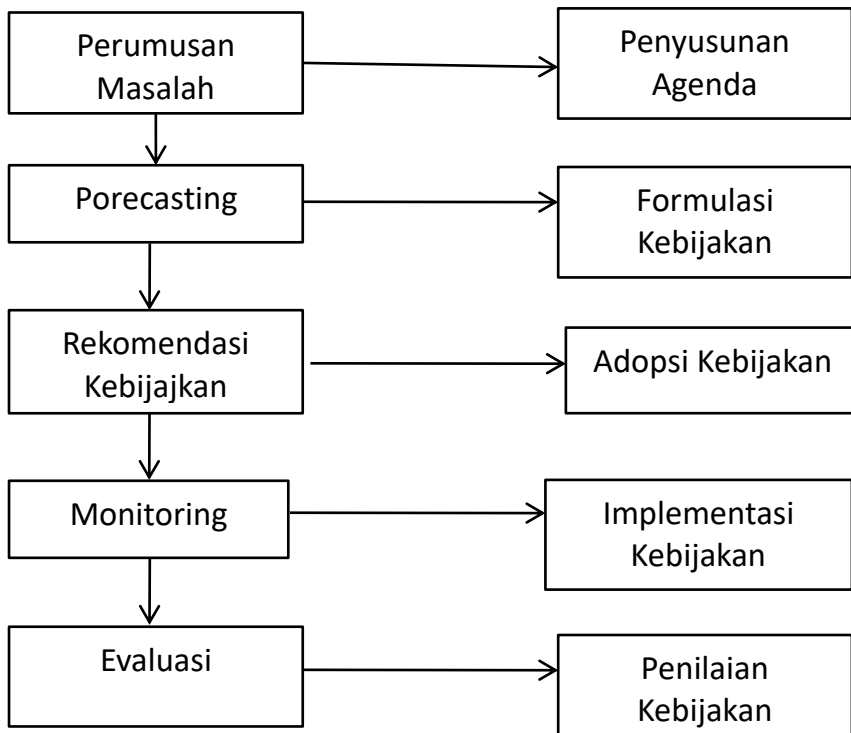 Perumusan
Masalah
Penyusunan
Agenda
Porecasting
Formulasi
Kebijakan
Rekomendasi
Kebijajkan
Adopsi Kebijakan
Monitoring
Implementasi
Kebijakan
Evaluasi
Penilaian
Kebijakan